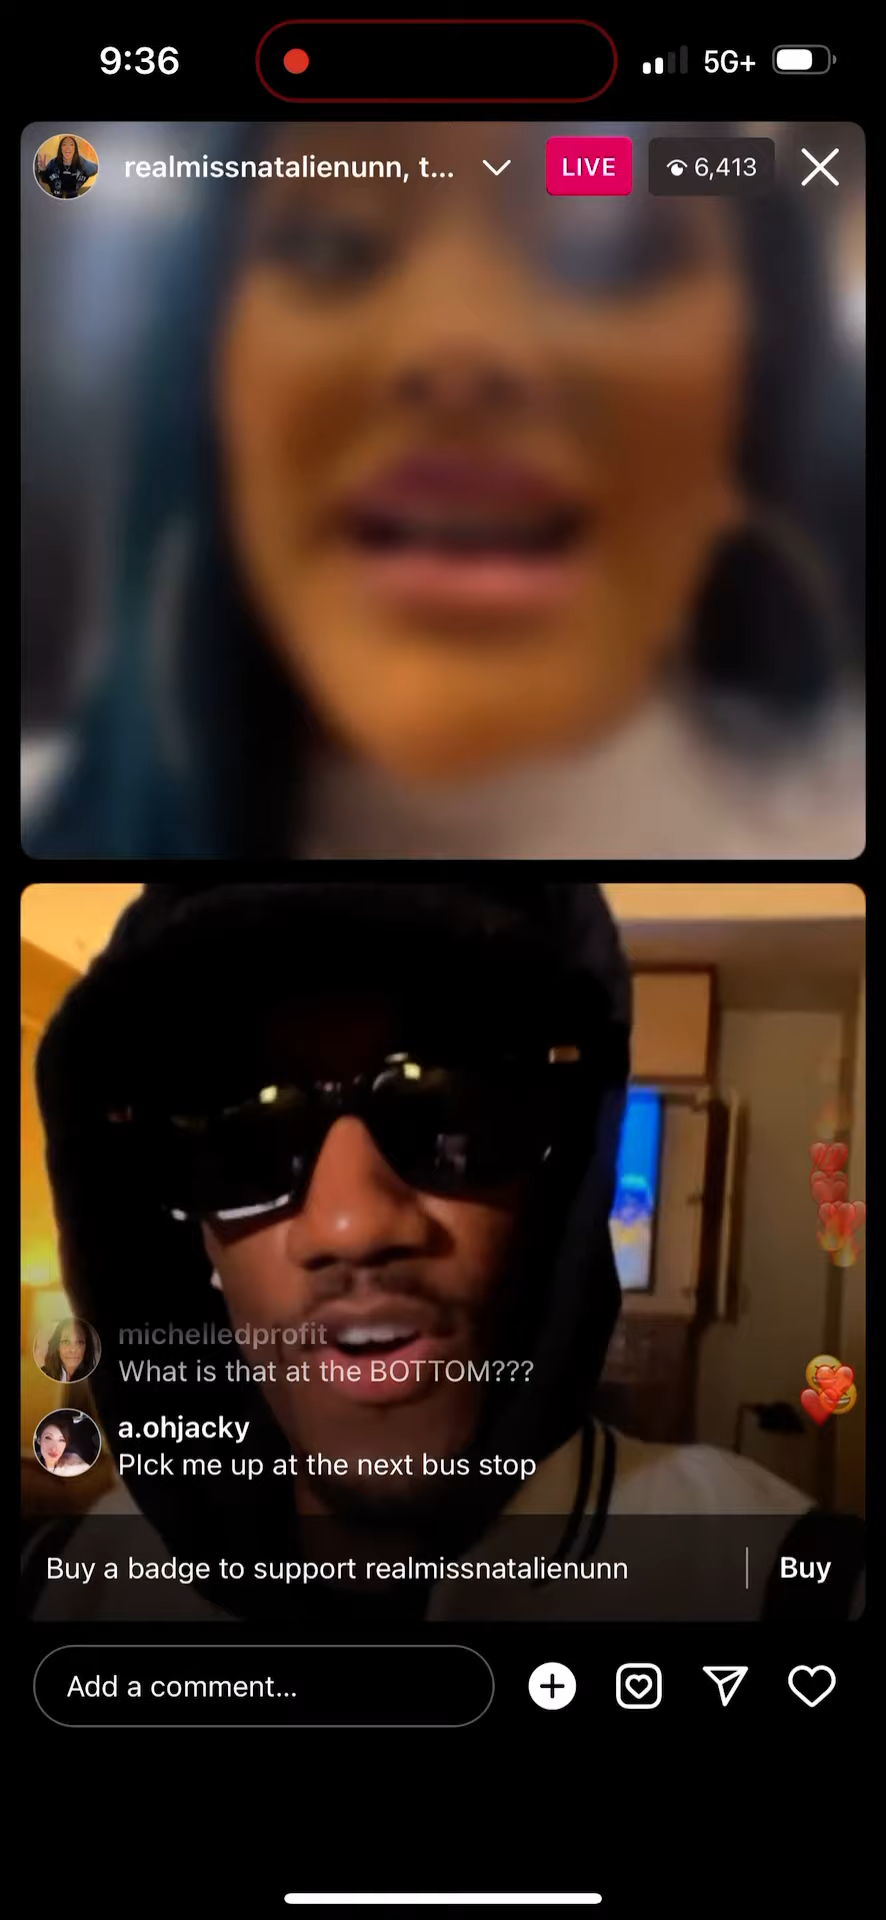 9:36
5G+
realmissnatalienunn, t...
LIVE
6,413
michelledprofit
What is that at the BOTTOM???
a.ohjacky
PIck me up at the next bus stop
Buy a badge to support realmissnatalienunn
Buy
Add a comment...